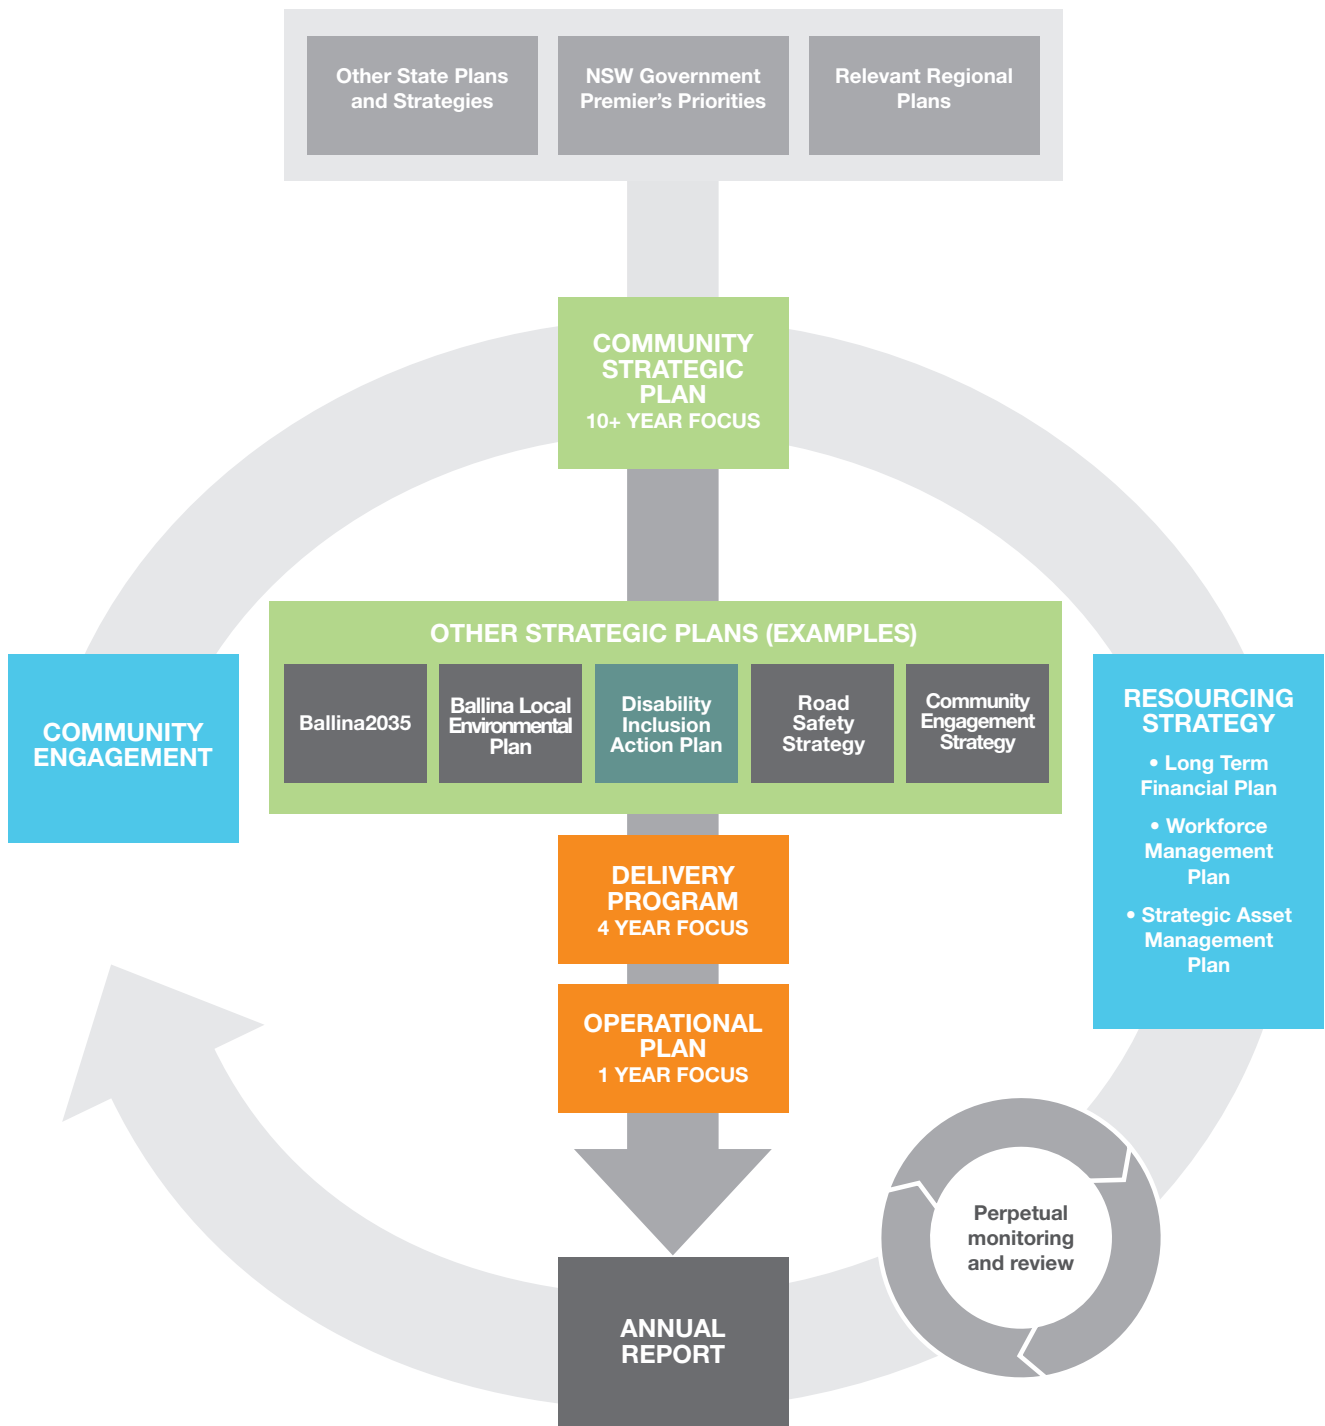 Other State Plans
and Strategies
NSW Government
Premier's Priorities
Relevant Regional
Plans
COMMUNITY
STRATEGIC
PLAN
10+ YEAR FOCUS
OTHER STRATEGIC PLANS (EXAMPLES)
Ballina2035
Ballina Local
Environmental
Plan
Disability
Inclusion
Action Plan
Road
Safety
Strategy
Community
Engagement
Strategy
COMMUNITY
ENGAGEMENT
RESOURCING
STRATEGY
• Long Term
Financial Plan
• Workforce
Management
Plan
• Strategic Asset
Management
Plan
DELIVERY
PROGRAM
4 YEAR FOCUS
OPERATIONAL
PLAN
1 YEAR FOCUS
Perpetual
monitoring
and review
ANNUAL
REPORT